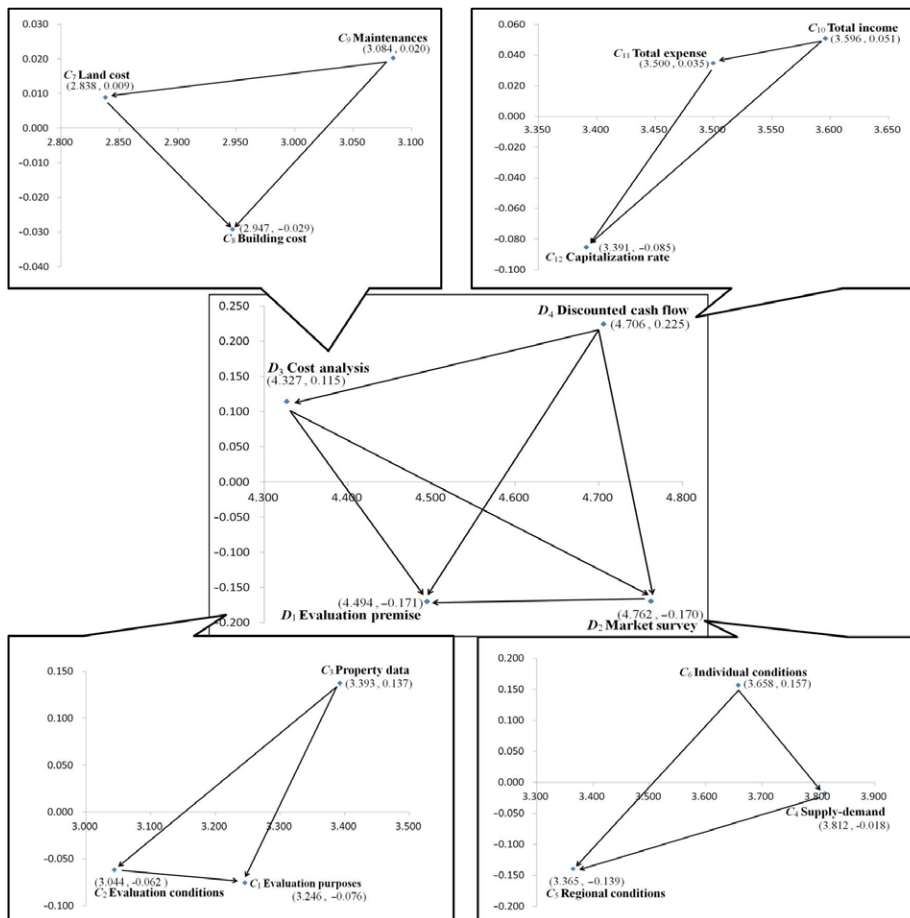 0.030
0.020
0.010
0.000
−0.010
−0.020
−0.030
−0.040
2.800 2.850 2.900 2.950 3.000 3.050 3.100
C9 Maintenances
(3.084, 0.020)
C7 Land cost
(2.838, 0.009)
(2.947, −0.029)
C8 Building cost
0.060
0.040
0.020
0.000
−0.020
−0.040
−0.060
−0.080
−0.100
3.350 3.400 3.450 3.500 3.550 3.600 3.650
C10 Total income
(3.596, 0.051)
C11 Total expense
(3.500, 0.035)
(3.391, −0.085)
C12 Capitalization rate
0.250
0.200
0.150
0.100
0.050
0.000
−0.050
−0.100
−0.150
−0.200
4.300 4.400 4.500 4.600 4.700 4.800
D4 Discounted cash flow
(4.706, 0.225)
D3 Cost analysis
(4.327, 0.115)
(4.494, −0.171)
D1 Evaluation premise
(4.762, −0.170)
D2 Market survey
0.150
0.100
0.050
0.000
−0.050
−0.100
3.000 3.100 3.200 3.300 3.400 3.500
C3 Property data
(3.393, 0.137)
(3.044, −0.062)
C2 Evaluation conditions
C1 Evaluation purposes
(3.246, −0.076)
0.200
0.150
0.100
0.050
0.000
−0.050
−0.100
−0.150
−0.200
3.300 3.400 3.500 3.600 3.700 3.800 3.900
C6 Individual conditions
(3.658, 0.157)
C4 Supply-demand
(3.812, -0.018)
(3.365, −0.139)
C5 Regional conditions